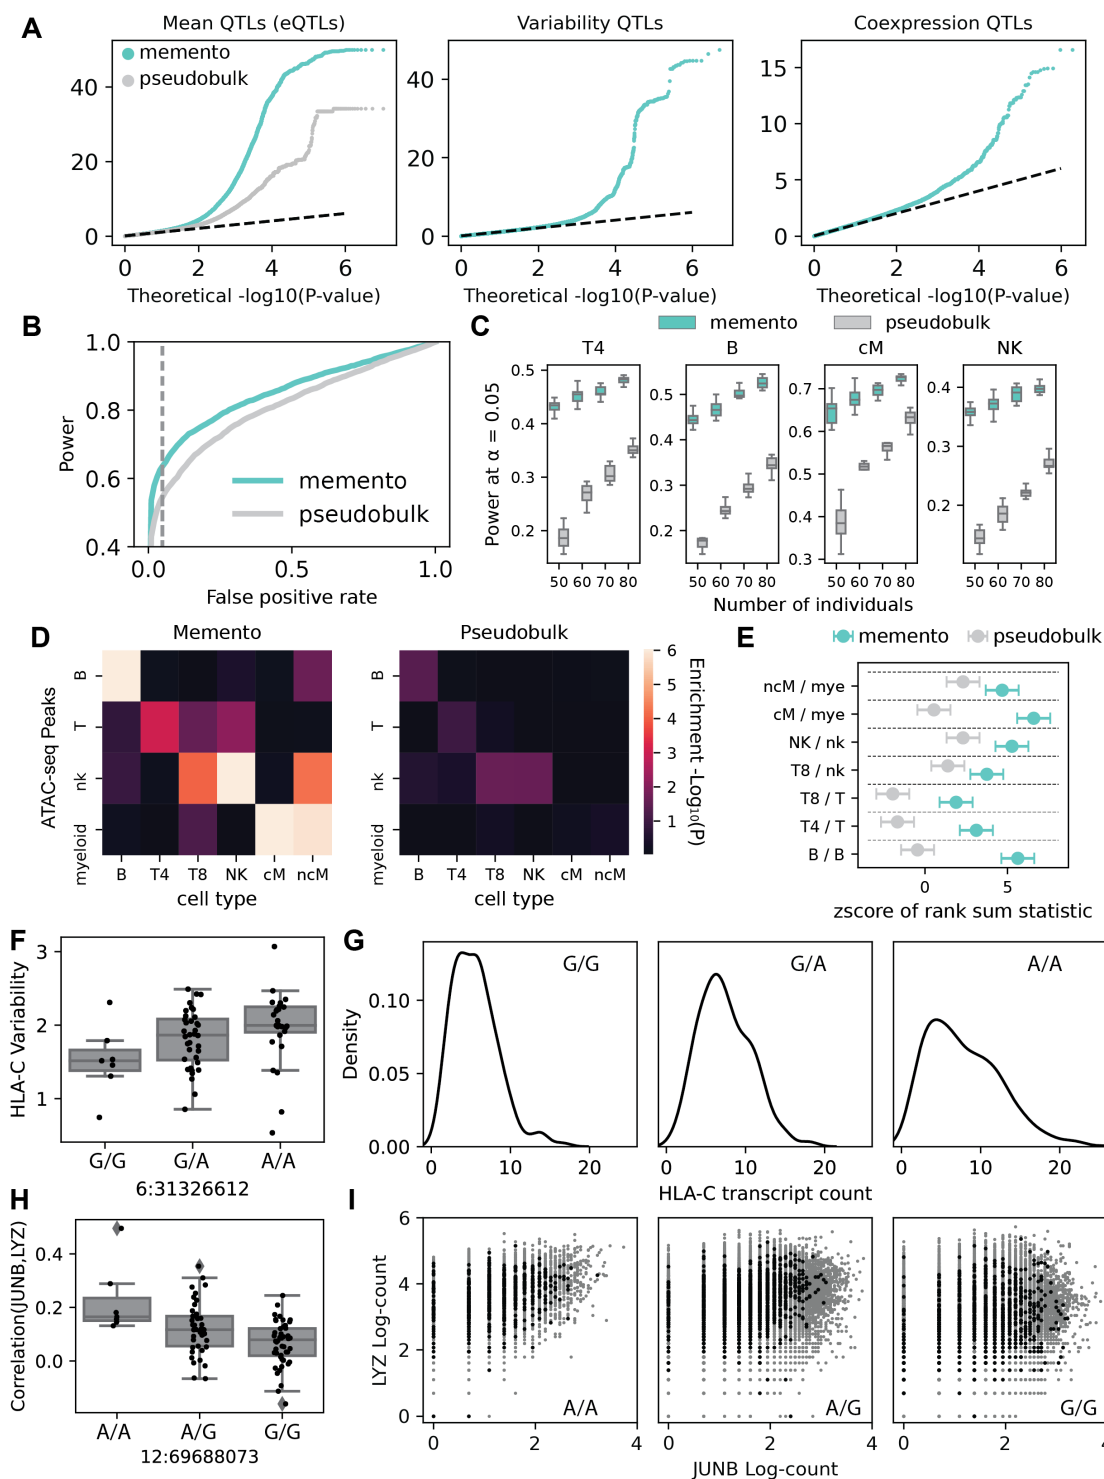 A
Mean QTLs (eQTLs)
Variability QTLs
Coexpression QTLs
memento
pseudobulk
40
20
0
40
20
0
15
10
5
0
0 2 4 6
0 2 4 6
0 2 4 6
Theoretical -log10(P-value)
Theoretical -log10(P-value)
Theoretical -log10(P-value)
B
1.0
0.8
0.6
0.4
Power
memento
pseudobulk
0.0 0.5 1.0
False positive rate
C
memento pseudobulk
T4 B cM NK
Power at α = 0.05
0.5
0.4
0.3
0.2
0.5
0.4
0.3
0.2
0.7
0.6
0.5
0.4
0.3
0.4
0.3
0.2
50 60 70 80
50 60 70 80
50 60 70 80
50 60 70 80
Number of individuals
D
Memento
Pseudobulk
ATAC-seq Peaks
B
T
nk
myeloid
B
T
nk
myeloid
B T4 T8 NK cM ncM
B T4 T8 NK cM ncM
cell type
cell type
6
5
4
3
2
1
Enrichment -Log₁₀(P)
E
memento pseudobulk
ncM / mye
cM / mye
NK / nk
T8 / nk
T8 / T
T4 / T
B / B
0 5
zscore of rank sum statistic
F
HLA-C Variability
3
2
1
G/G G/A A/A
6:31326612
G
Density
0.10
0.05
0.00
G/G
G/A
A/A
0 10 20
0 10 20
0 10 20
HLA-C transcript count
H
Correlation(JUNB,LYZ)
0.4
0.2
0.0
A/A A/G G/G
12:69688073
I
LYZ Log-count
6
4
2
0
A/A
A/G
G/G
0 2 4
0 2 4
0 2 4
JUNB Log-count